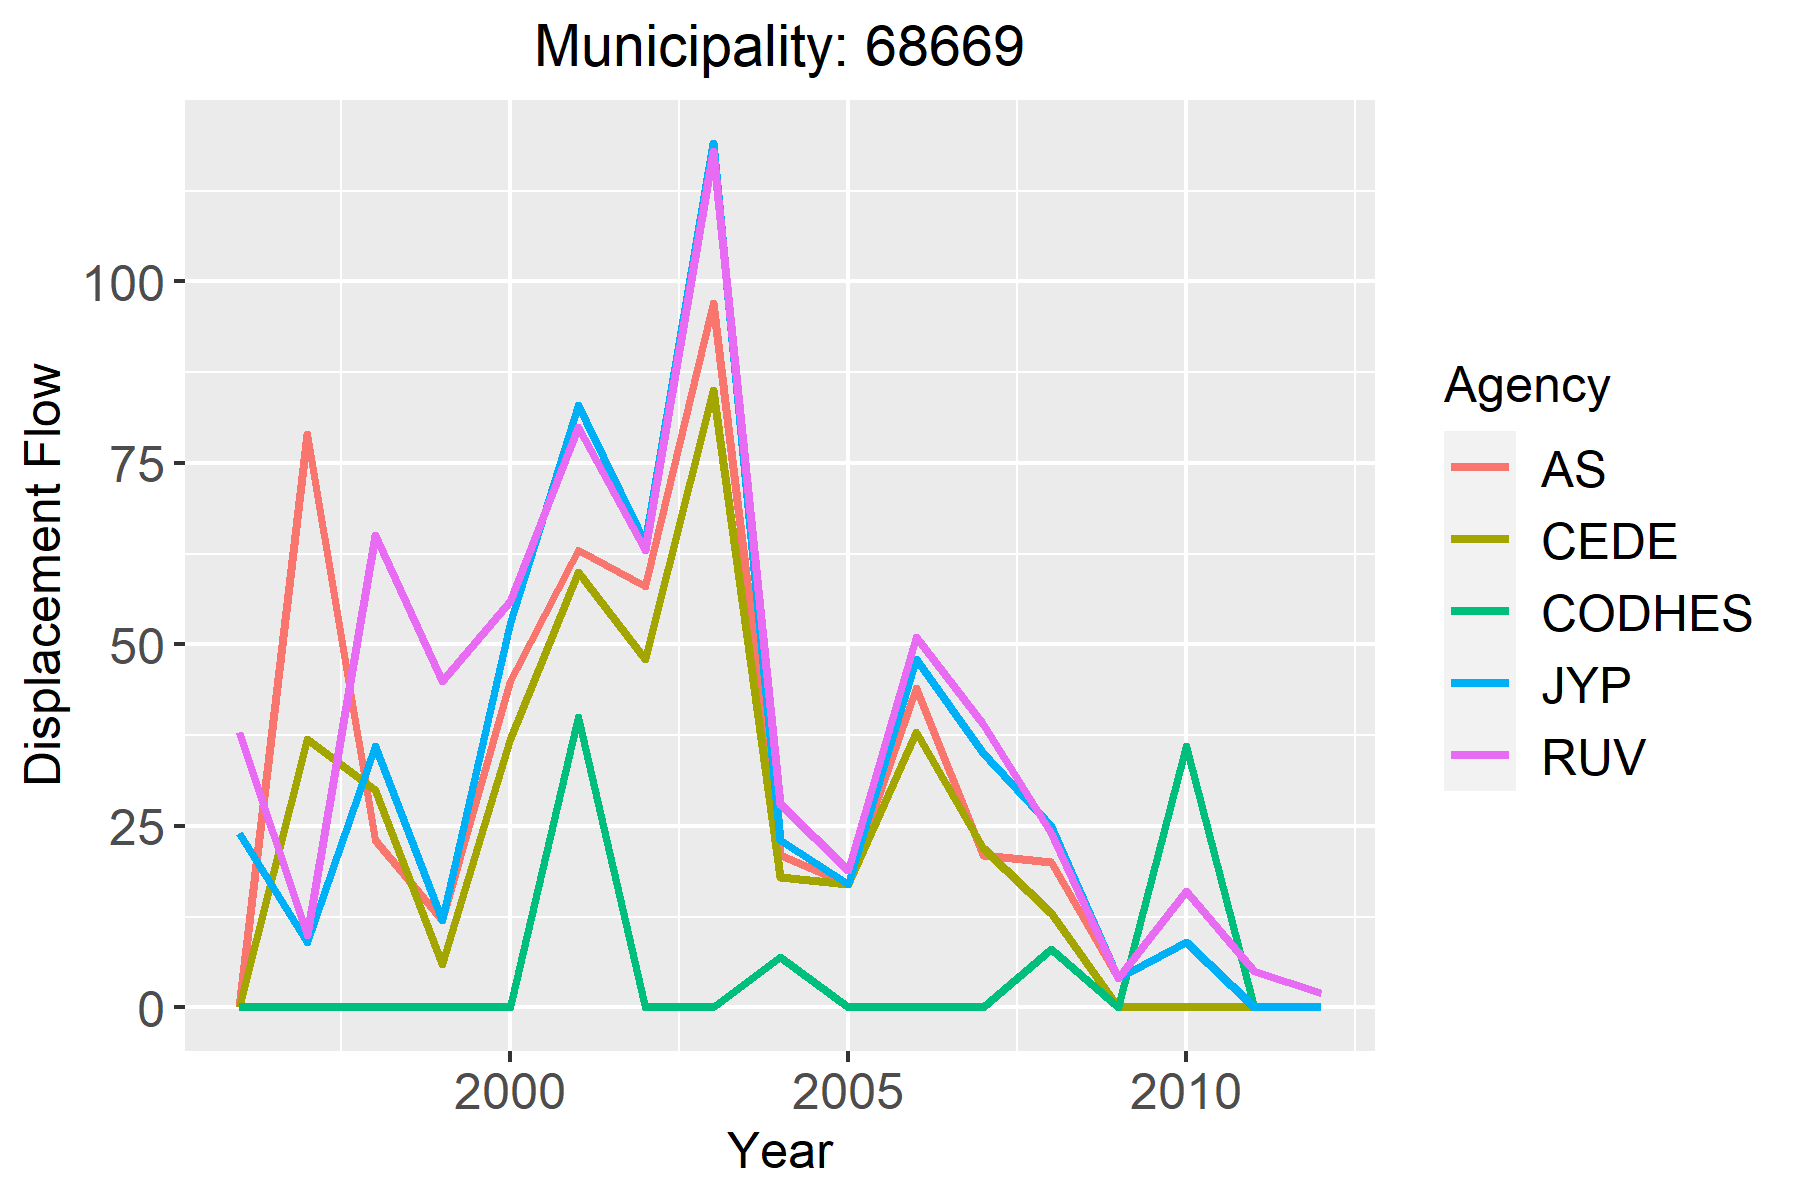 Municipality: 68669
Displacement Flow
100
75
50
25
0
2000 2005 2010
Year
Agency
AS
CEDE
CODHES
JYP
RUV